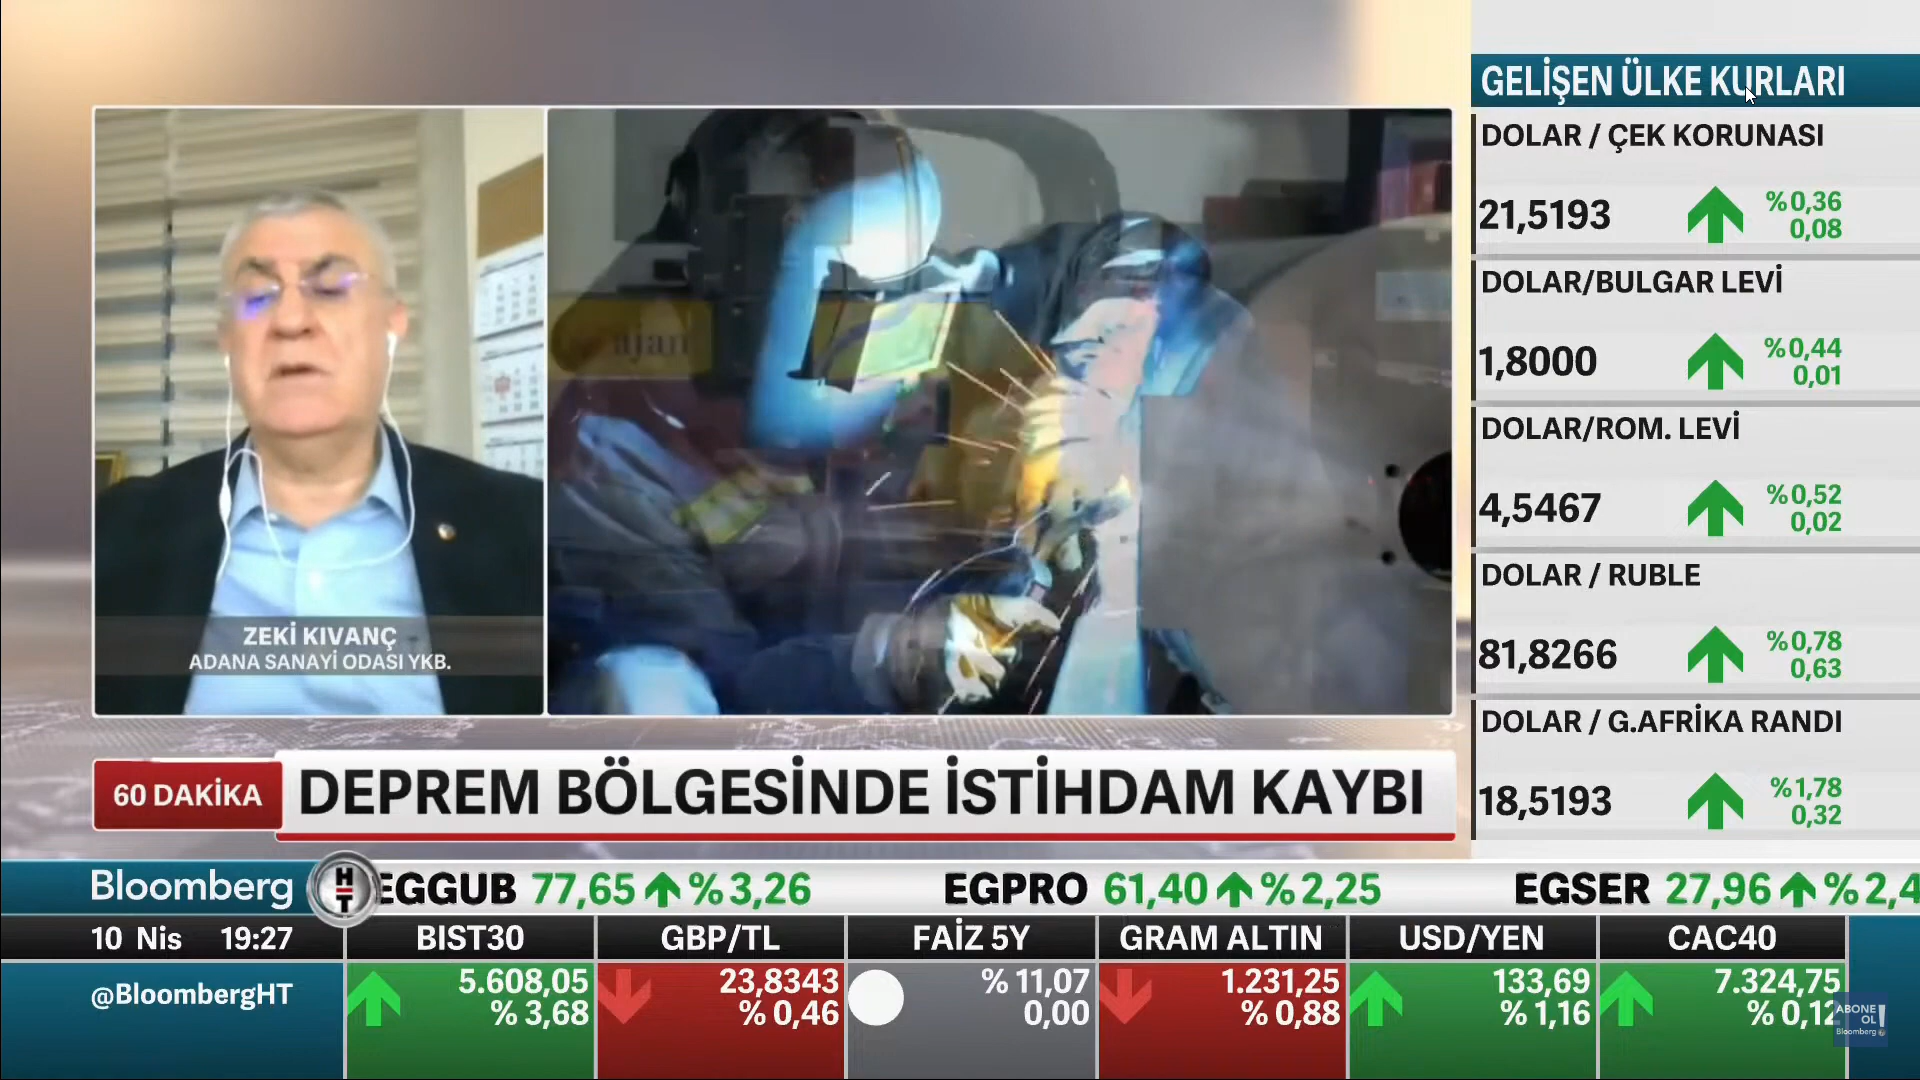 GELİŞEN ÜLKE KURLARI
DOLAR / ÇEK KORUNASI
21,5193 %0,36
0,08
DOLAR/BULGAR LEVİ
1,8000 %0,44
0,01
DOLAR/ROM. LEVİ
4,5467 %0,52
0,02
DOLAR / RUBLE
81,8266 %0,78
0,63
DOLAR / G.AFRİKA RANDI
18,5193 %1,78
0,32
ajan
ZEKİ KIVANÇ
ADANA SANAYİ ODASI YKB.
60 DAKİKA DEPREM BÖLGESİNDE İSTİHDAM KAYBI
Bloomberg HT EGGUB 77,65 %3,26 EGPRO 61,40 %2,25 EGSER 27,96 %2,4
10 Nis 19:27 BIST30 GBP/TL FAİZ 5Y GRAM ALTIN USD/YEN CAC40
@BloombergHT 5.608,05 23,8343 % 11,07 1.231,25 133,69 7.324,75
% 3,68 % 0,46 0,00 % 0,88 % 1,16 % 0,12
ABONE
OL!
Bloomberg HT